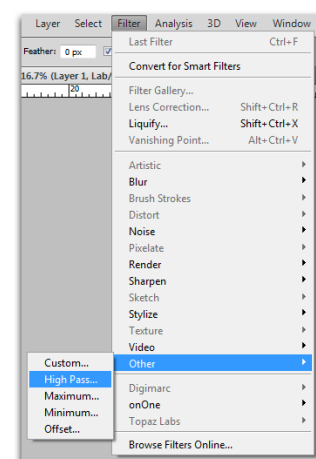 Layer Select Filter Analysis 3D View Window
Feather: 0 px
Last Filter Ctrl+F
Convert for Smart Filters
16.7% (Layer 1, Lab/
20
Filter Gallery...
Lens Correction... Shift+Ctrl+R
Liquify... Shift+Ctrl+X
Vanishing Point... Alt+Ctrl+V
Artistic
Blur
Brush Strokes
Distort
Noise
Pixelate
Render
Sharpen
Sketch
Stylize
Texture
Video
Other
Custom...
High Pass...
Maximum...
Minimum...
Offset...
Digimarc
onOne
Topaz Labs
Browse Filters Online...